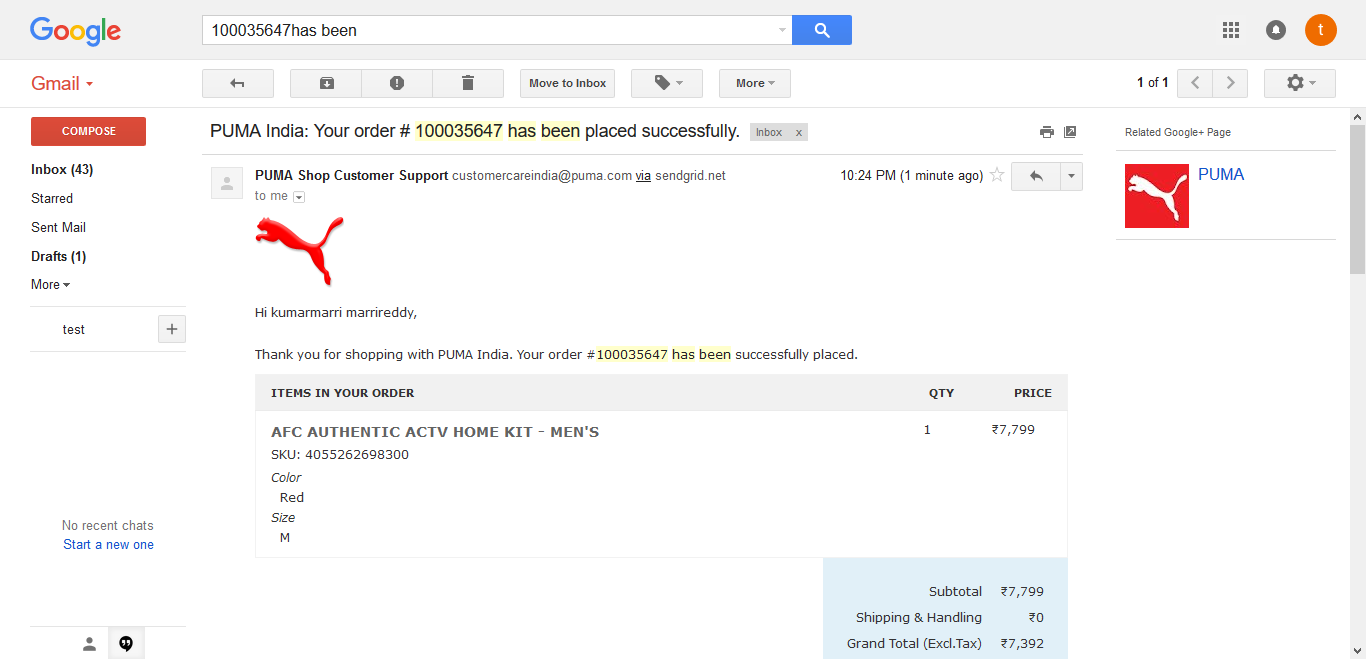 Google
100035647has been
t
Gmail
Move to Inbox
More
1 of 1
COMPOSE
Inbox (43)
Starred
Sent Mail
Drafts (1)
More
test
No recent chats
Start a new one
PUMA India: Your order # 100035647 has been placed successfully.
Inbox x
PUMA Shop Customer Support customercareindia@puma.com via sendgrid.net
10:24 PM (1 minute ago)
to me
Hi kumarmarri marrireddy,
Thank you for shopping with PUMA India. Your order #100035647 has been successfully placed.
ITEMS IN YOUR ORDER QTY PRICE
AFC AUTHENTIC ACTV HOME KIT - MEN'S 1 ₹7,799
SKU: 4055262698300
Color
Red
Size
M
Subtotal ₹7,799
Shipping & Handling ₹0
Grand Total (Excl.Tax) ₹7,392
Related Google+ Page
PUMA